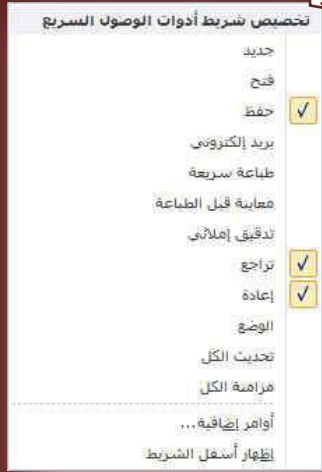 تخصيص شريط أدوات الوصول السريع
جديد
فتح
حفظ
بريد إلكتروني
طباعة سريعة
معاينة قبل الطباعة
تدقيق إملائي
تراجع
إعادة
الوضع
تحديث الكل
مزامنة الكل
أوامر إضافية...
إظهار أسفل الشريط